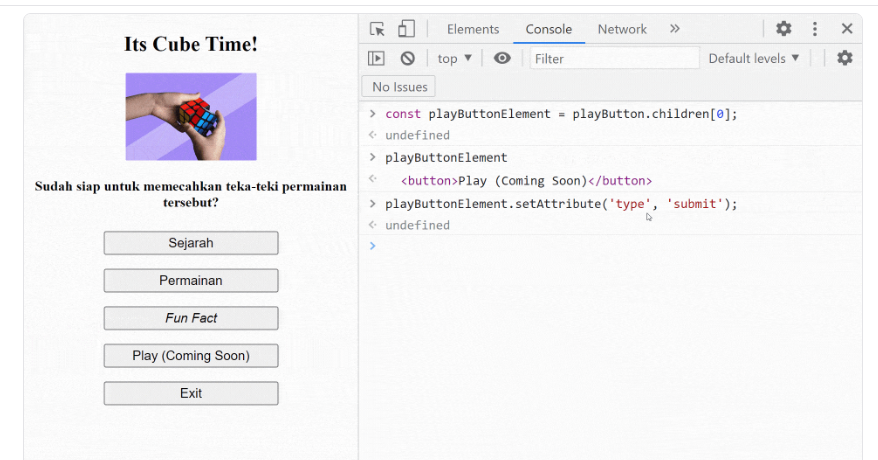 Its Cube Time!
Sudah siap untuk memecahkan teka-teki permainan
tersebut?
Sejarah
Permainan
Fun Fact
Play (Coming Soon)
Exit
Elements Console Network »
top ▼ Filter Default levels ▼
No Issues
> const playButtonElement = playButton.children[0];
undefined
> playButtonElement
<button>Play (Coming Soon)</button>
> playButtonElement.setAttribute('type', 'submit');
undefined
>